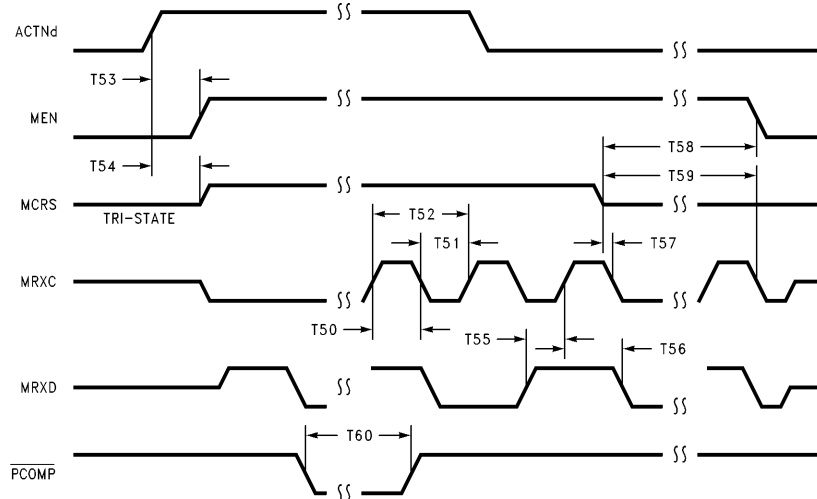 ACTNd
T53
MEN
T54
T58
T59
MCRS
TRI-STATE
T52
T51
T57
MRXC
T50
T55
T56
MRXD
T60
PCOMP